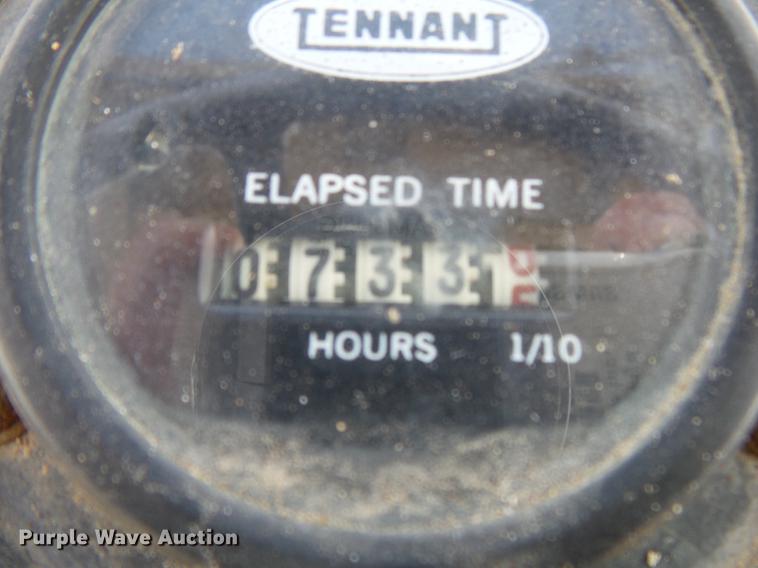 TENNANT
ELAPSED TIME
07331
HOURS 1/10
Purple Wave Auction